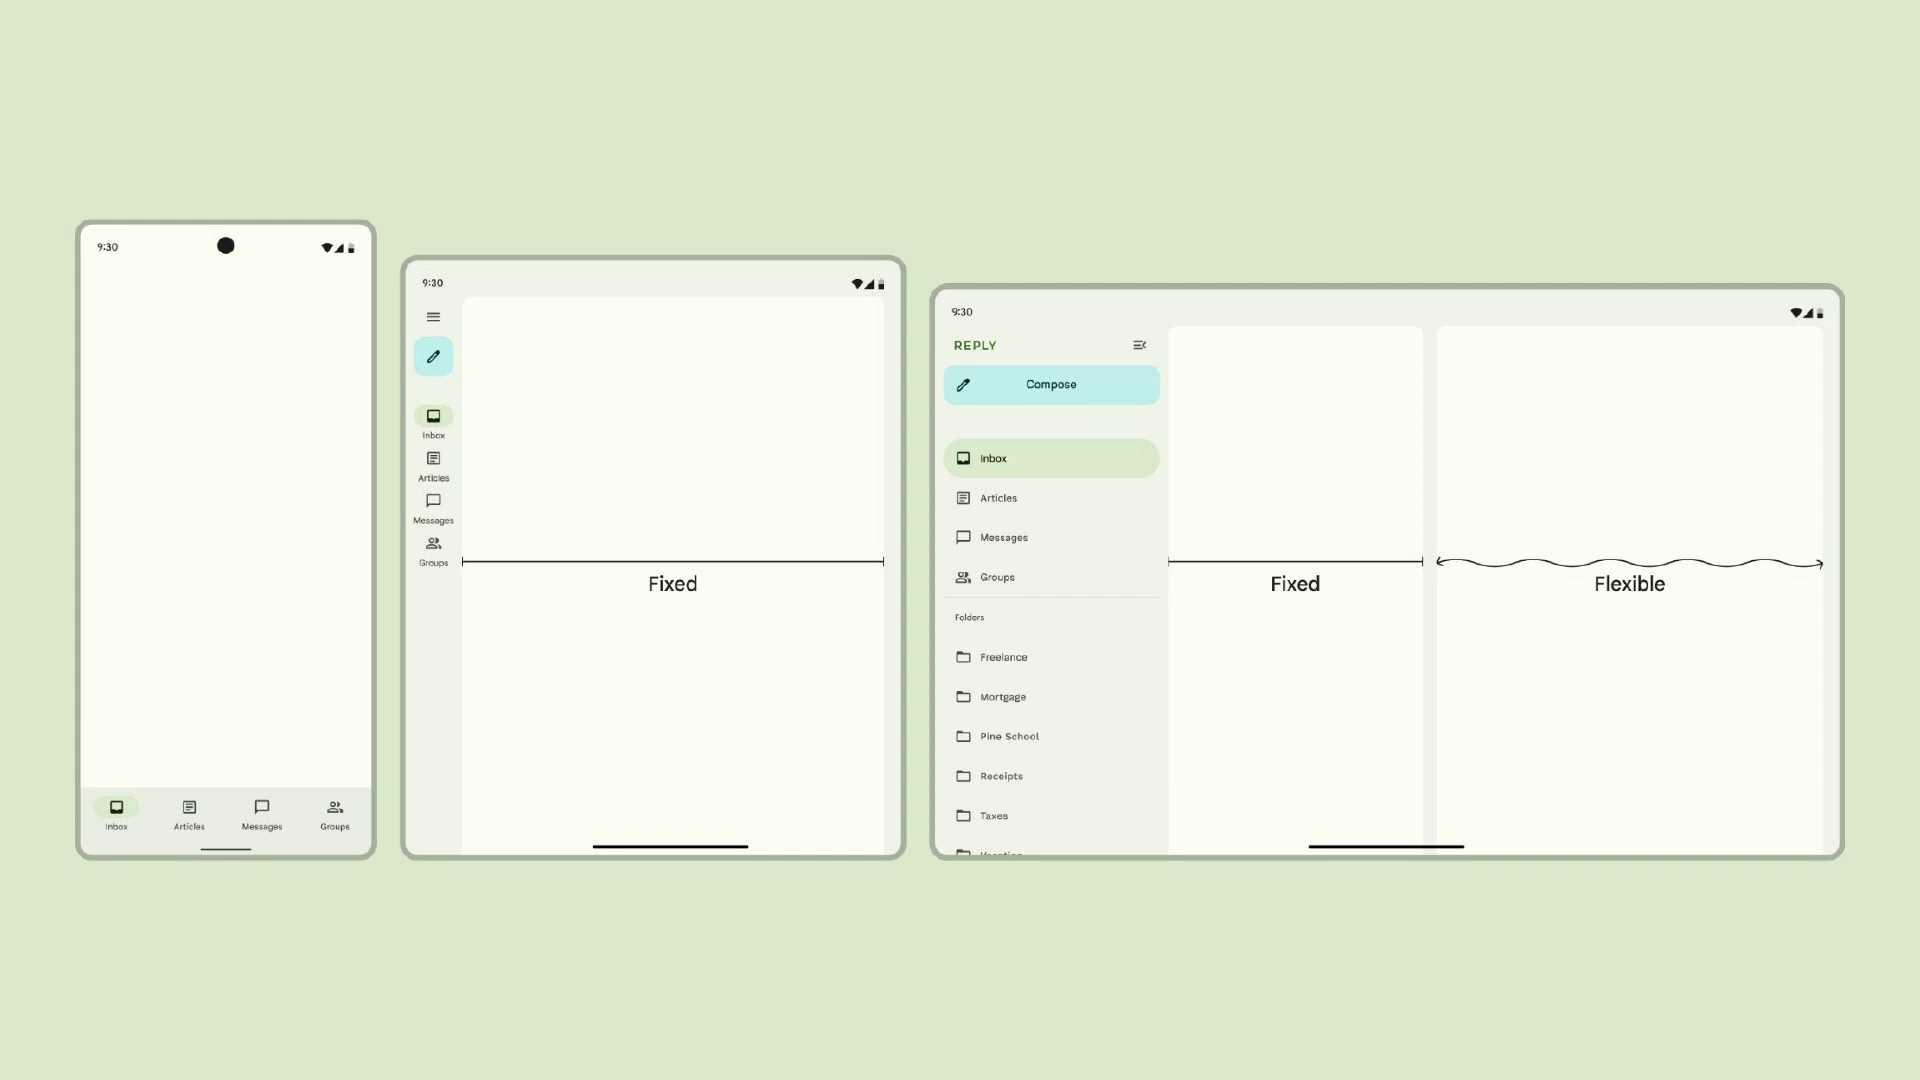 9:30
Inbox
Articles
Messages
Groups
9:30
Inbox
Articles
Messages
Groups
Fixed
9:30
REPLY
Compose
Inbox
Articles
Messages
Groups
Folders
Freelance
Mortgage
Pine School
Receipts
Taxes
Fixed
Flexible